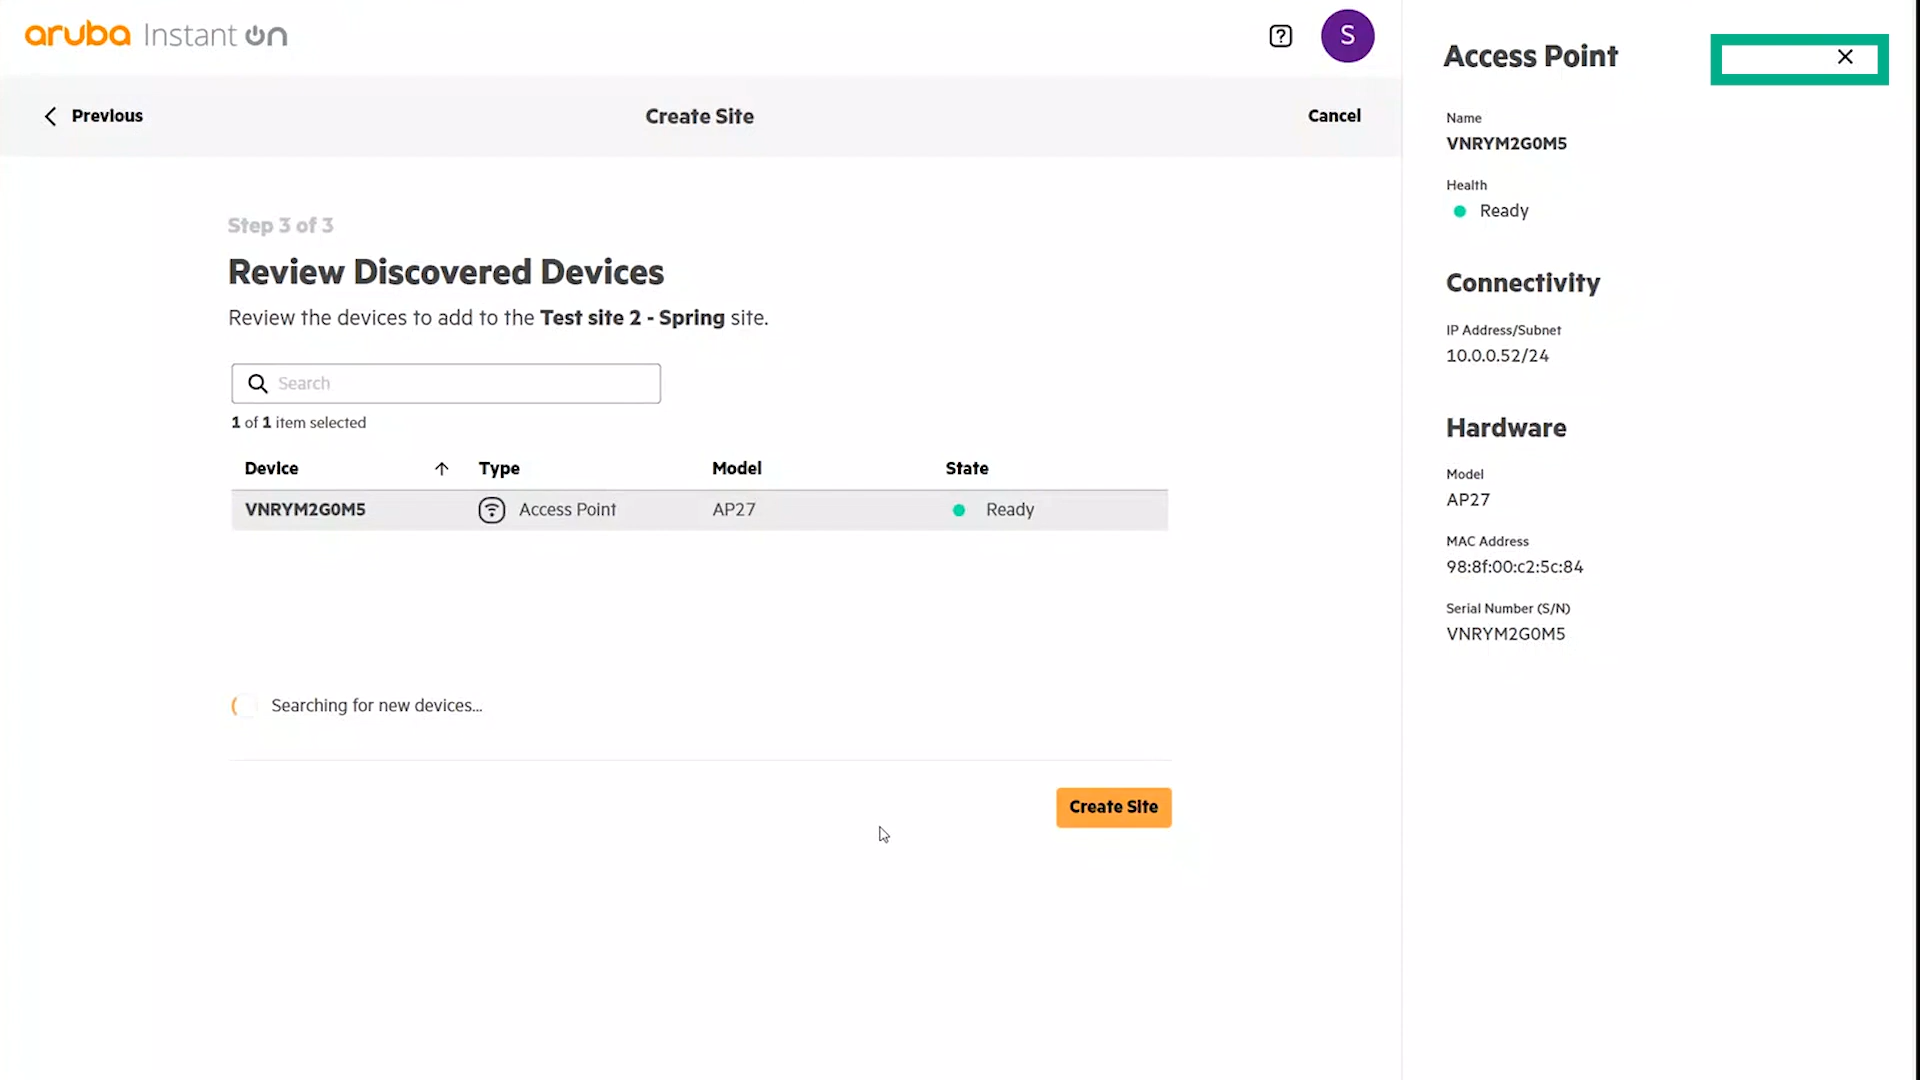 aruba Instant On
?
S
Previous
Create Site
Cancel
Step 3 of 3
Review Discovered Devices
Review the devices to add to the Test site 2 - Spring site.
Search
1 of 1 item selected
Device Type Model State
VNRYM2G0M5 Access Point AP27 Ready
Searching for new devices...
Create Site
Access Point
Name
VNRYM2G0M5
Health
Ready
Connectivity
IP Address/Subnet
10.0.0.52/24
Hardware
Model
AP27
MAC Address
98:8f:00:c2:5c:84
Serial Number (S/N)
VNRYM2G0M5